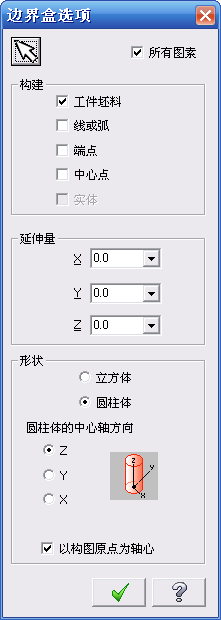 边界盒选项
所有图素
构建
工件坯料
线或弧
端点
中心点
实体
延伸量
X 0.0
Y 0.0
Z 0.0
形状
立方体
圆柱体
圆柱体的中心轴方向
Z
Y
X
Z
Y
X
以构图原点为轴心
?